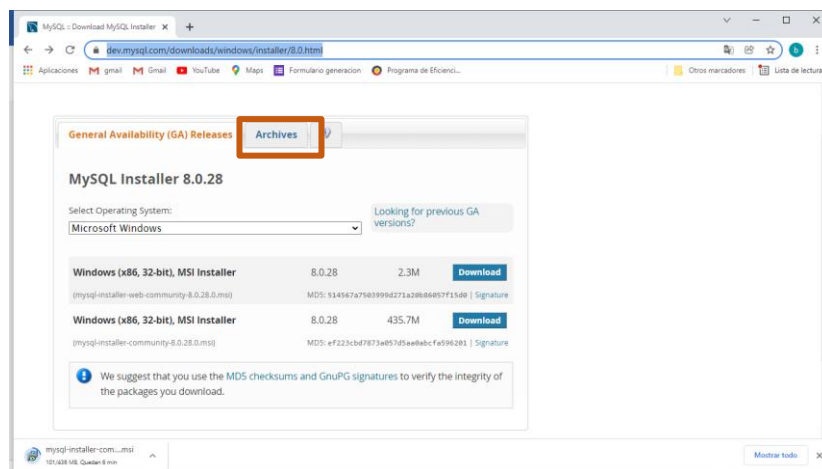 MySQL :: Download MySQL Installer
dev.mysql.com/downloads/windows/installer/8.0.html
b
Aplicaciones gmail Gmail YouTube Maps Formulario generacion Programa de Eficienci... Otros marcadores Lista de lectura
General Availability (GA) Releases Archives
MySQL Installer 8.0.28
Select Operating System:
Looking for previous GA versions?
Microsoft Windows
Windows (x86, 32-bit), MSI Installer 8.0.28 2.3M Download
(mysql-installer-web-community-8.0.28.0.msi) MD5: 514567a7503999d271a20b86057f15d0 | Signature
Windows (x86, 32-bit), MSI Installer 8.0.28 435.7M Download
(mysql-installer-community-8.0.28.0.msi) MD5: ef223cbd7873a057d5aa0abcfa596201 | Signature
We suggest that you use the MD5 checksums and GnuPG signatures to verify the integrity of
the packages you download.
mysql-installer-com....msi
101/436 MB, Quedan 6 min
Mostrar todo